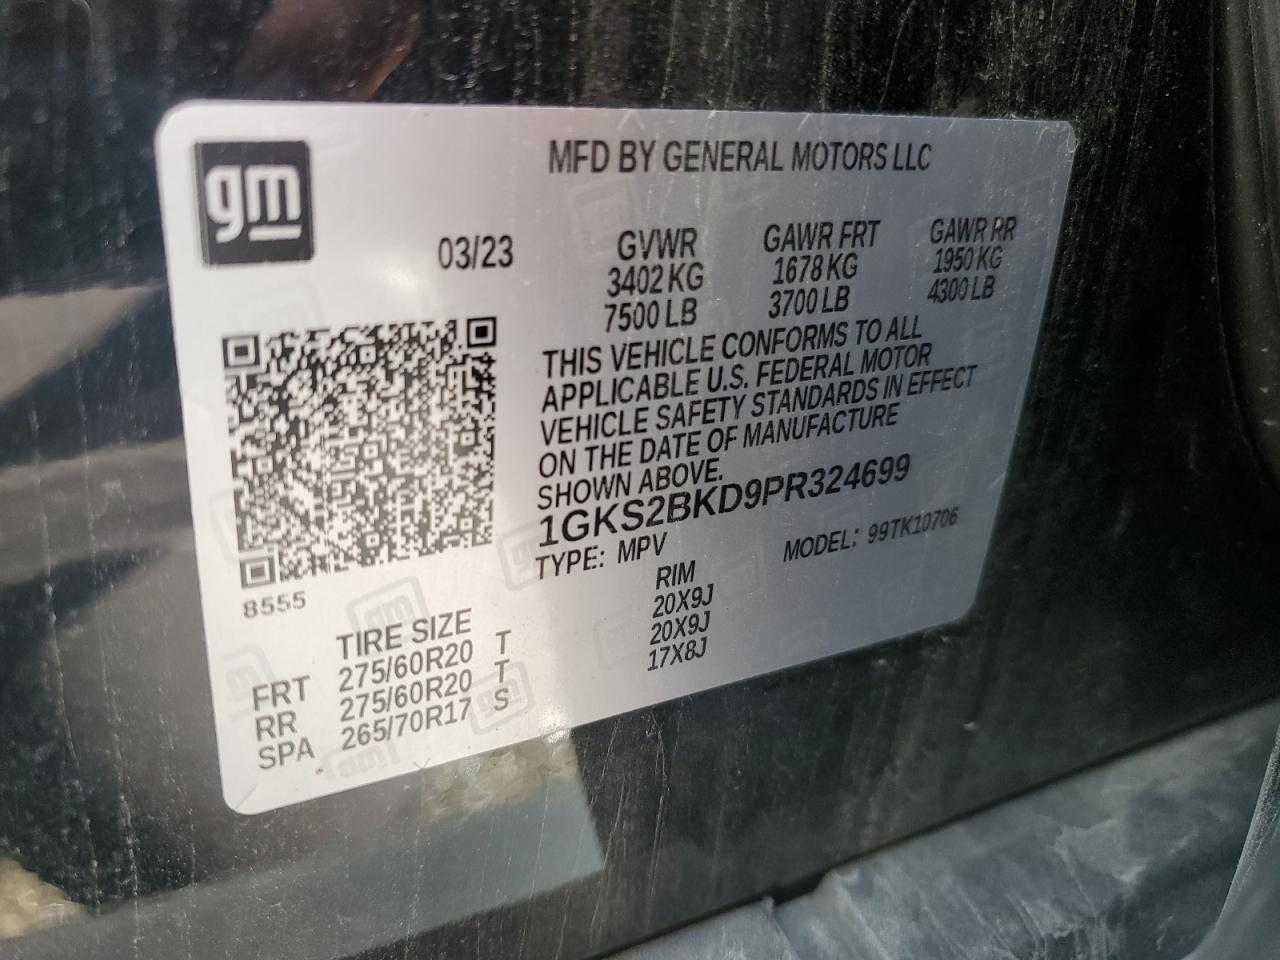 gm
MFD BY GENERAL MOTORS LLC
03/23
GVWR GAWR FRT GAWR RR
3402 KG 1678 KG 1950 KG
7500 LB 3700 LB 4300 LB
THIS VEHICLE CONFORMS TO ALL
APPLICABLE U.S. FEDERAL MOTOR
VEHICLE SAFETY STANDARDS IN EFFECT
ON THE DATE OF MANUFACTURE
SHOWN ABOVE.
1GKS2BKD9PR324699
TYPE: MPV MODEL: 99TK10706
8555
TIRE SIZE RIM
FRT 275/60R20 T 20X9J
RR 275/60R20 T 20X9J
SPA 265/70R17 S 17X8J